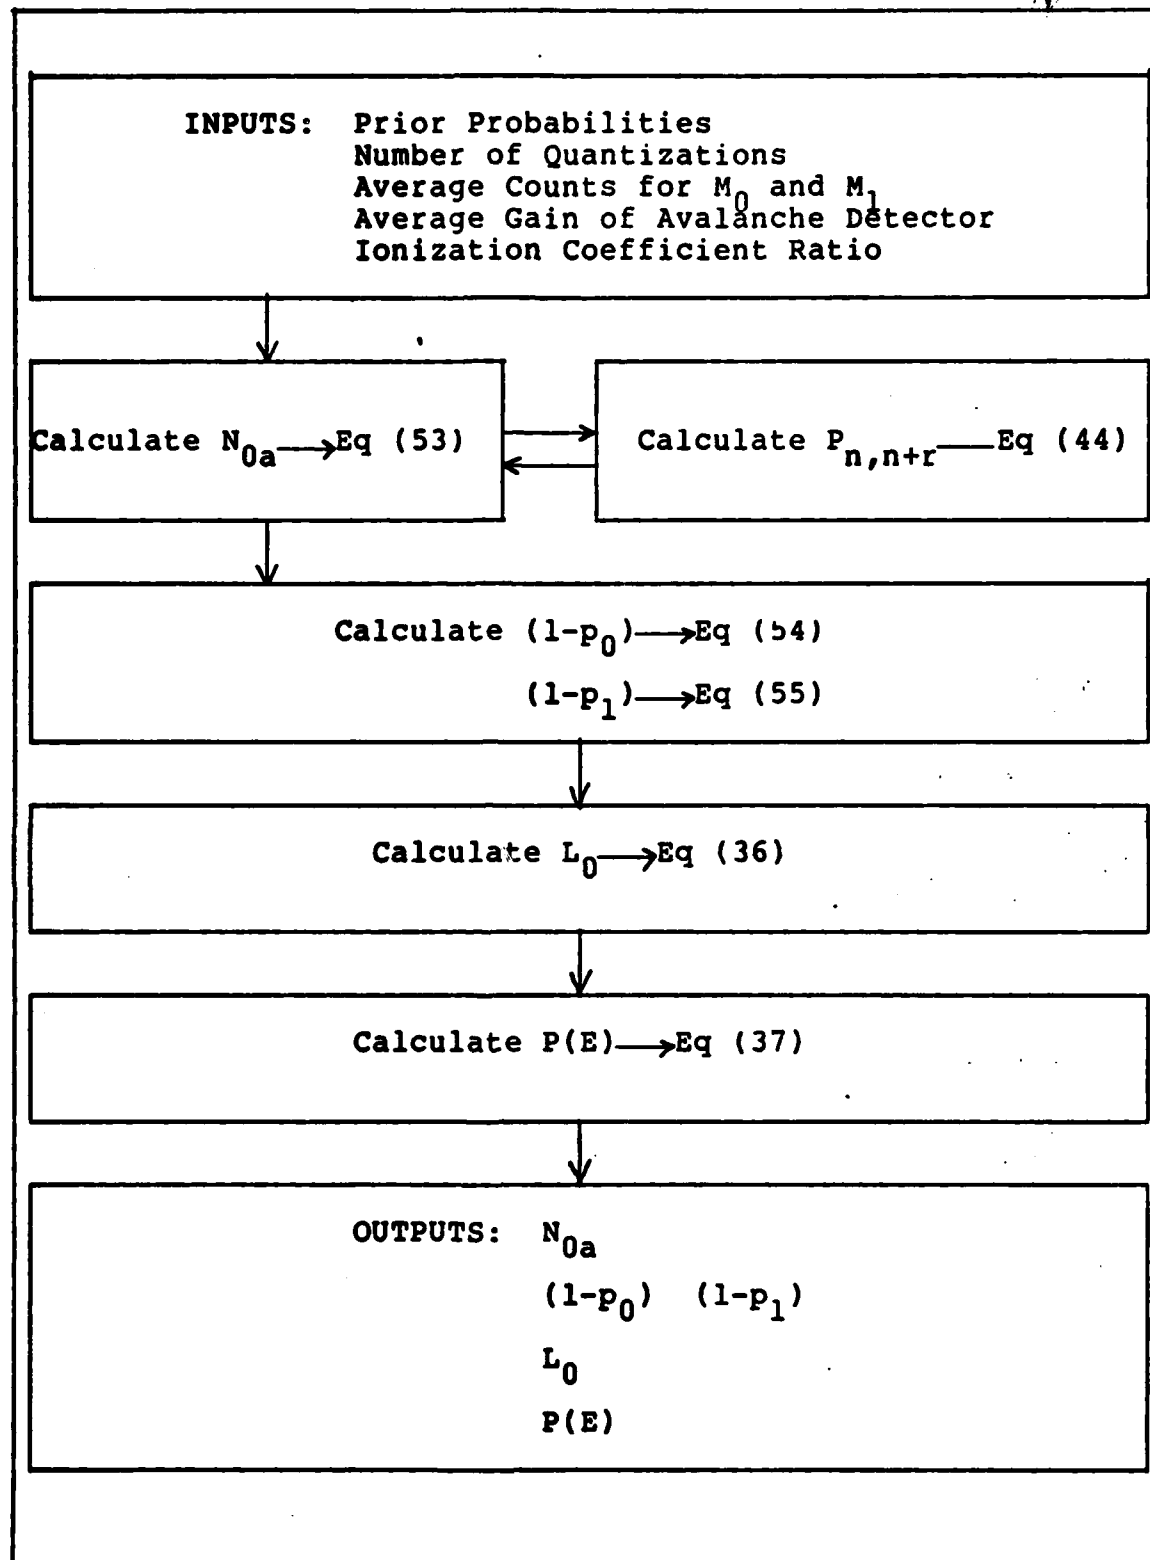 INPUTS: Prior Probabilities
Number of Quantizations
Average Counts for M0 and M1
Average Gain of Avalanche Detector
Ionization Coefficient Ratio
Calculate N0a⟶Eq (53)
Calculate Pn,n+r——Eq (44)
Calculate (1-p0)⟶Eq (54)
(1-p1)⟶Eq (55)
Calculate L0⟶Eq (36)
Calculate P(E)⟶Eq (37)
OUTPUTS: N0a
(1-p0) (1-p1)
L0
P(E)